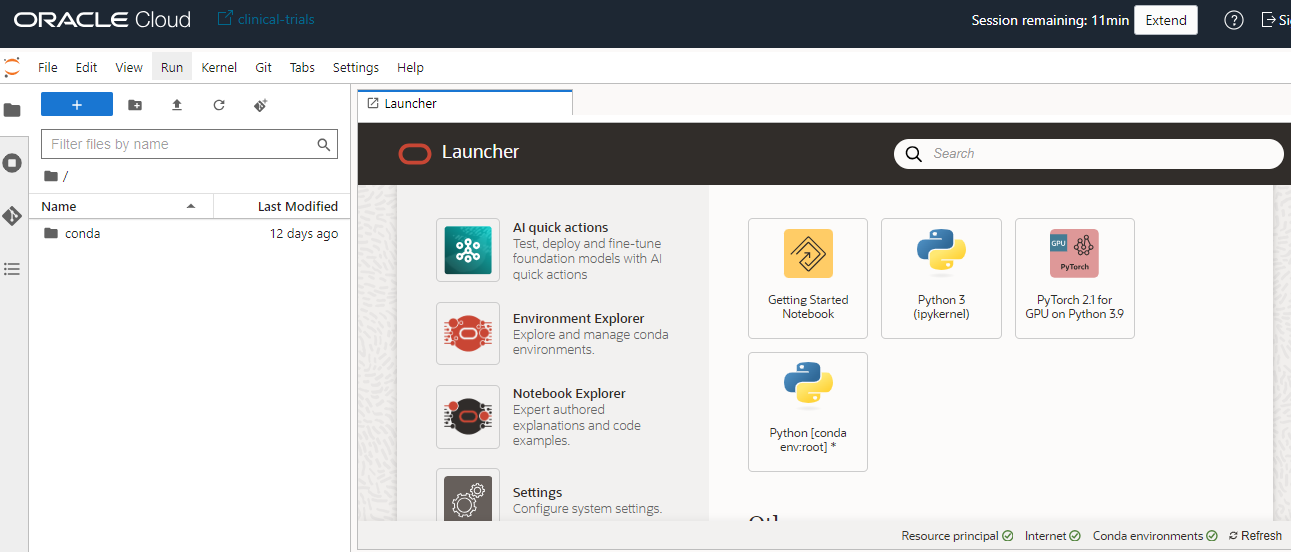 ORACLE Cloud
clinical-trials
Session remaining: 11min
Extend
File
Edit
View
Run
Kernel
Git
Tabs
Settings
Help
Filter files by name
/
Name
Last Modified
conda
12 days ago
Launcher
Launcher
Search
AI quick actions
Test, deploy and fine-tune
foundation models with AI
quick actions
Environment Explorer
Explore and manage conda
environments.
Notebook Explorer
Expert authored
explanations and code
examples.
Settings
Configure system settings.
Getting Started
Notebook
Python 3
(ipykernel)
GPU
PyTorch
PyTorch 2.1 for
GPU on Python 3.9
Python [conda
env:root] *
Resource principal
Internet
Conda environments
Refresh